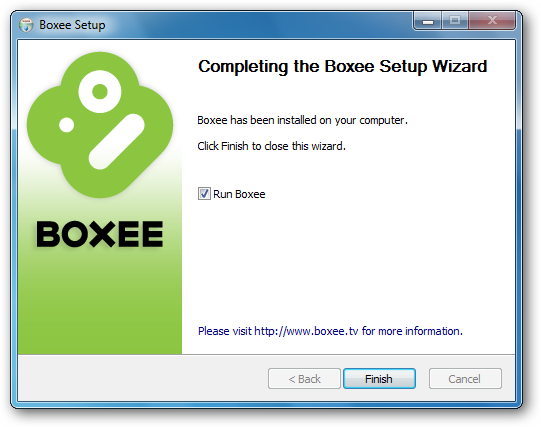 Boxee Setup
Completing the Boxee Setup Wizard
Boxee has been installed on your computer.
Click Finish to close this wizard.
Run Boxee
BOXEE
Please visit http://www.boxee.tv for more information.
< Back
Finish
Cancel